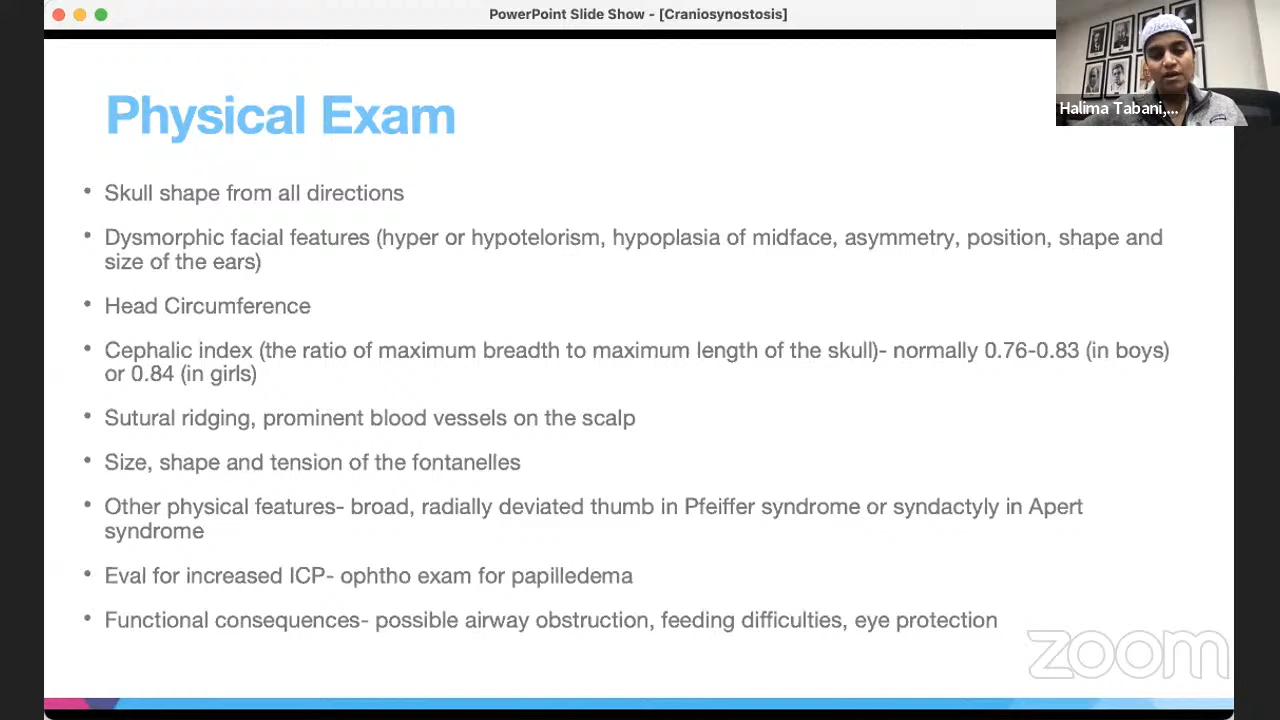 PowerPoint Slide Show - [Craniosynostosis]
Halima Tabani,...
Physical Exam
• Skull shape from all directions
• Dysmorphic facial features (hyper or hypotelorism, hypoplasia of midface, asymmetry, position, shape and
size of the ears)
• Head Circumference
• Cephalic index (the ratio of maximum breadth to maximum length of the skull)- normally 0.76-0.83 (in boys)
or 0.84 (in girls)
• Sutural ridging, prominent blood vessels on the scalp
• Size, shape and tension of the fontanelles
• Other physical features- broad, radially deviated thumb in Pfeiffer syndrome or syndactyly in Apert
syndrome
• Eval for increased ICP- ophtho exam for papilledema
• Functional consequences- possible airway obstruction, feeding difficulties, eye protection
zoom